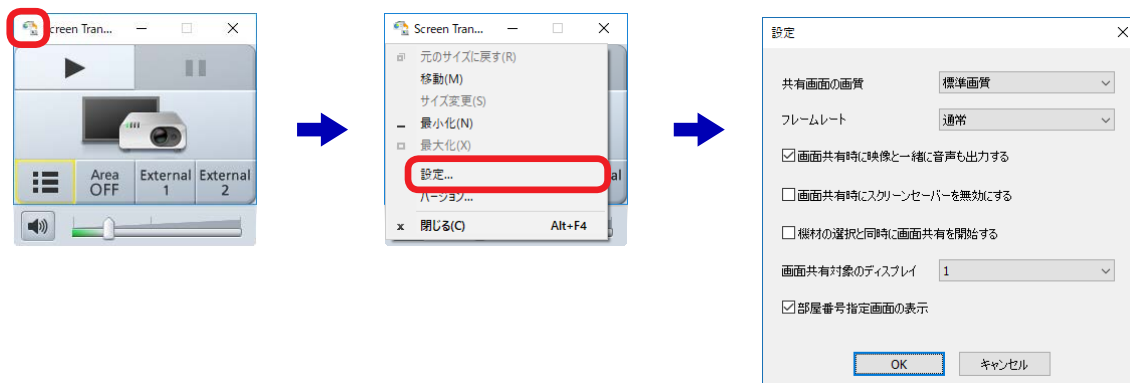 Screen Tran...
Area
OFF
External
1
External
2
Screen Tran...
元のサイズに戻す(R)
移動(M)
サイズ変更(S)
最小化(N)
最大化(X)
設定...
バージョン...
閉じる(C) Alt+F4
al
設定
共有画面の画質 標準画質
フレームレート 通常
画面共有時に映像と一緒に音声も出力する
画面共有時にスクリーンセーバーを無効にする
機材の選択と同時に画面共有を開始する
画面共有対象のディスプレイ 1
部屋番号指定画面の表示
OK キャンセル